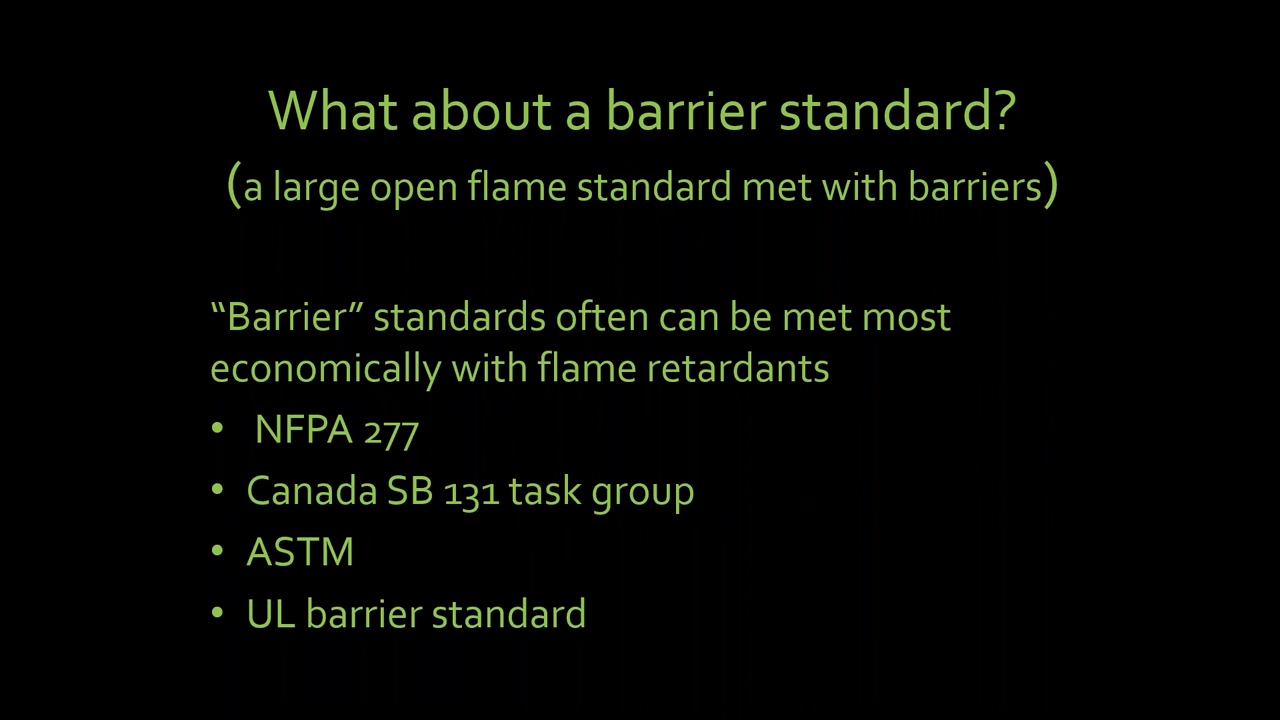 What about a barrier standard?
(a large open flame standard met with barriers)
“Barrier” standards often can be met most
economically with flame retardants
• NFPA 277
• Canada SB 131 task group
• ASTM
• UL barrier standard